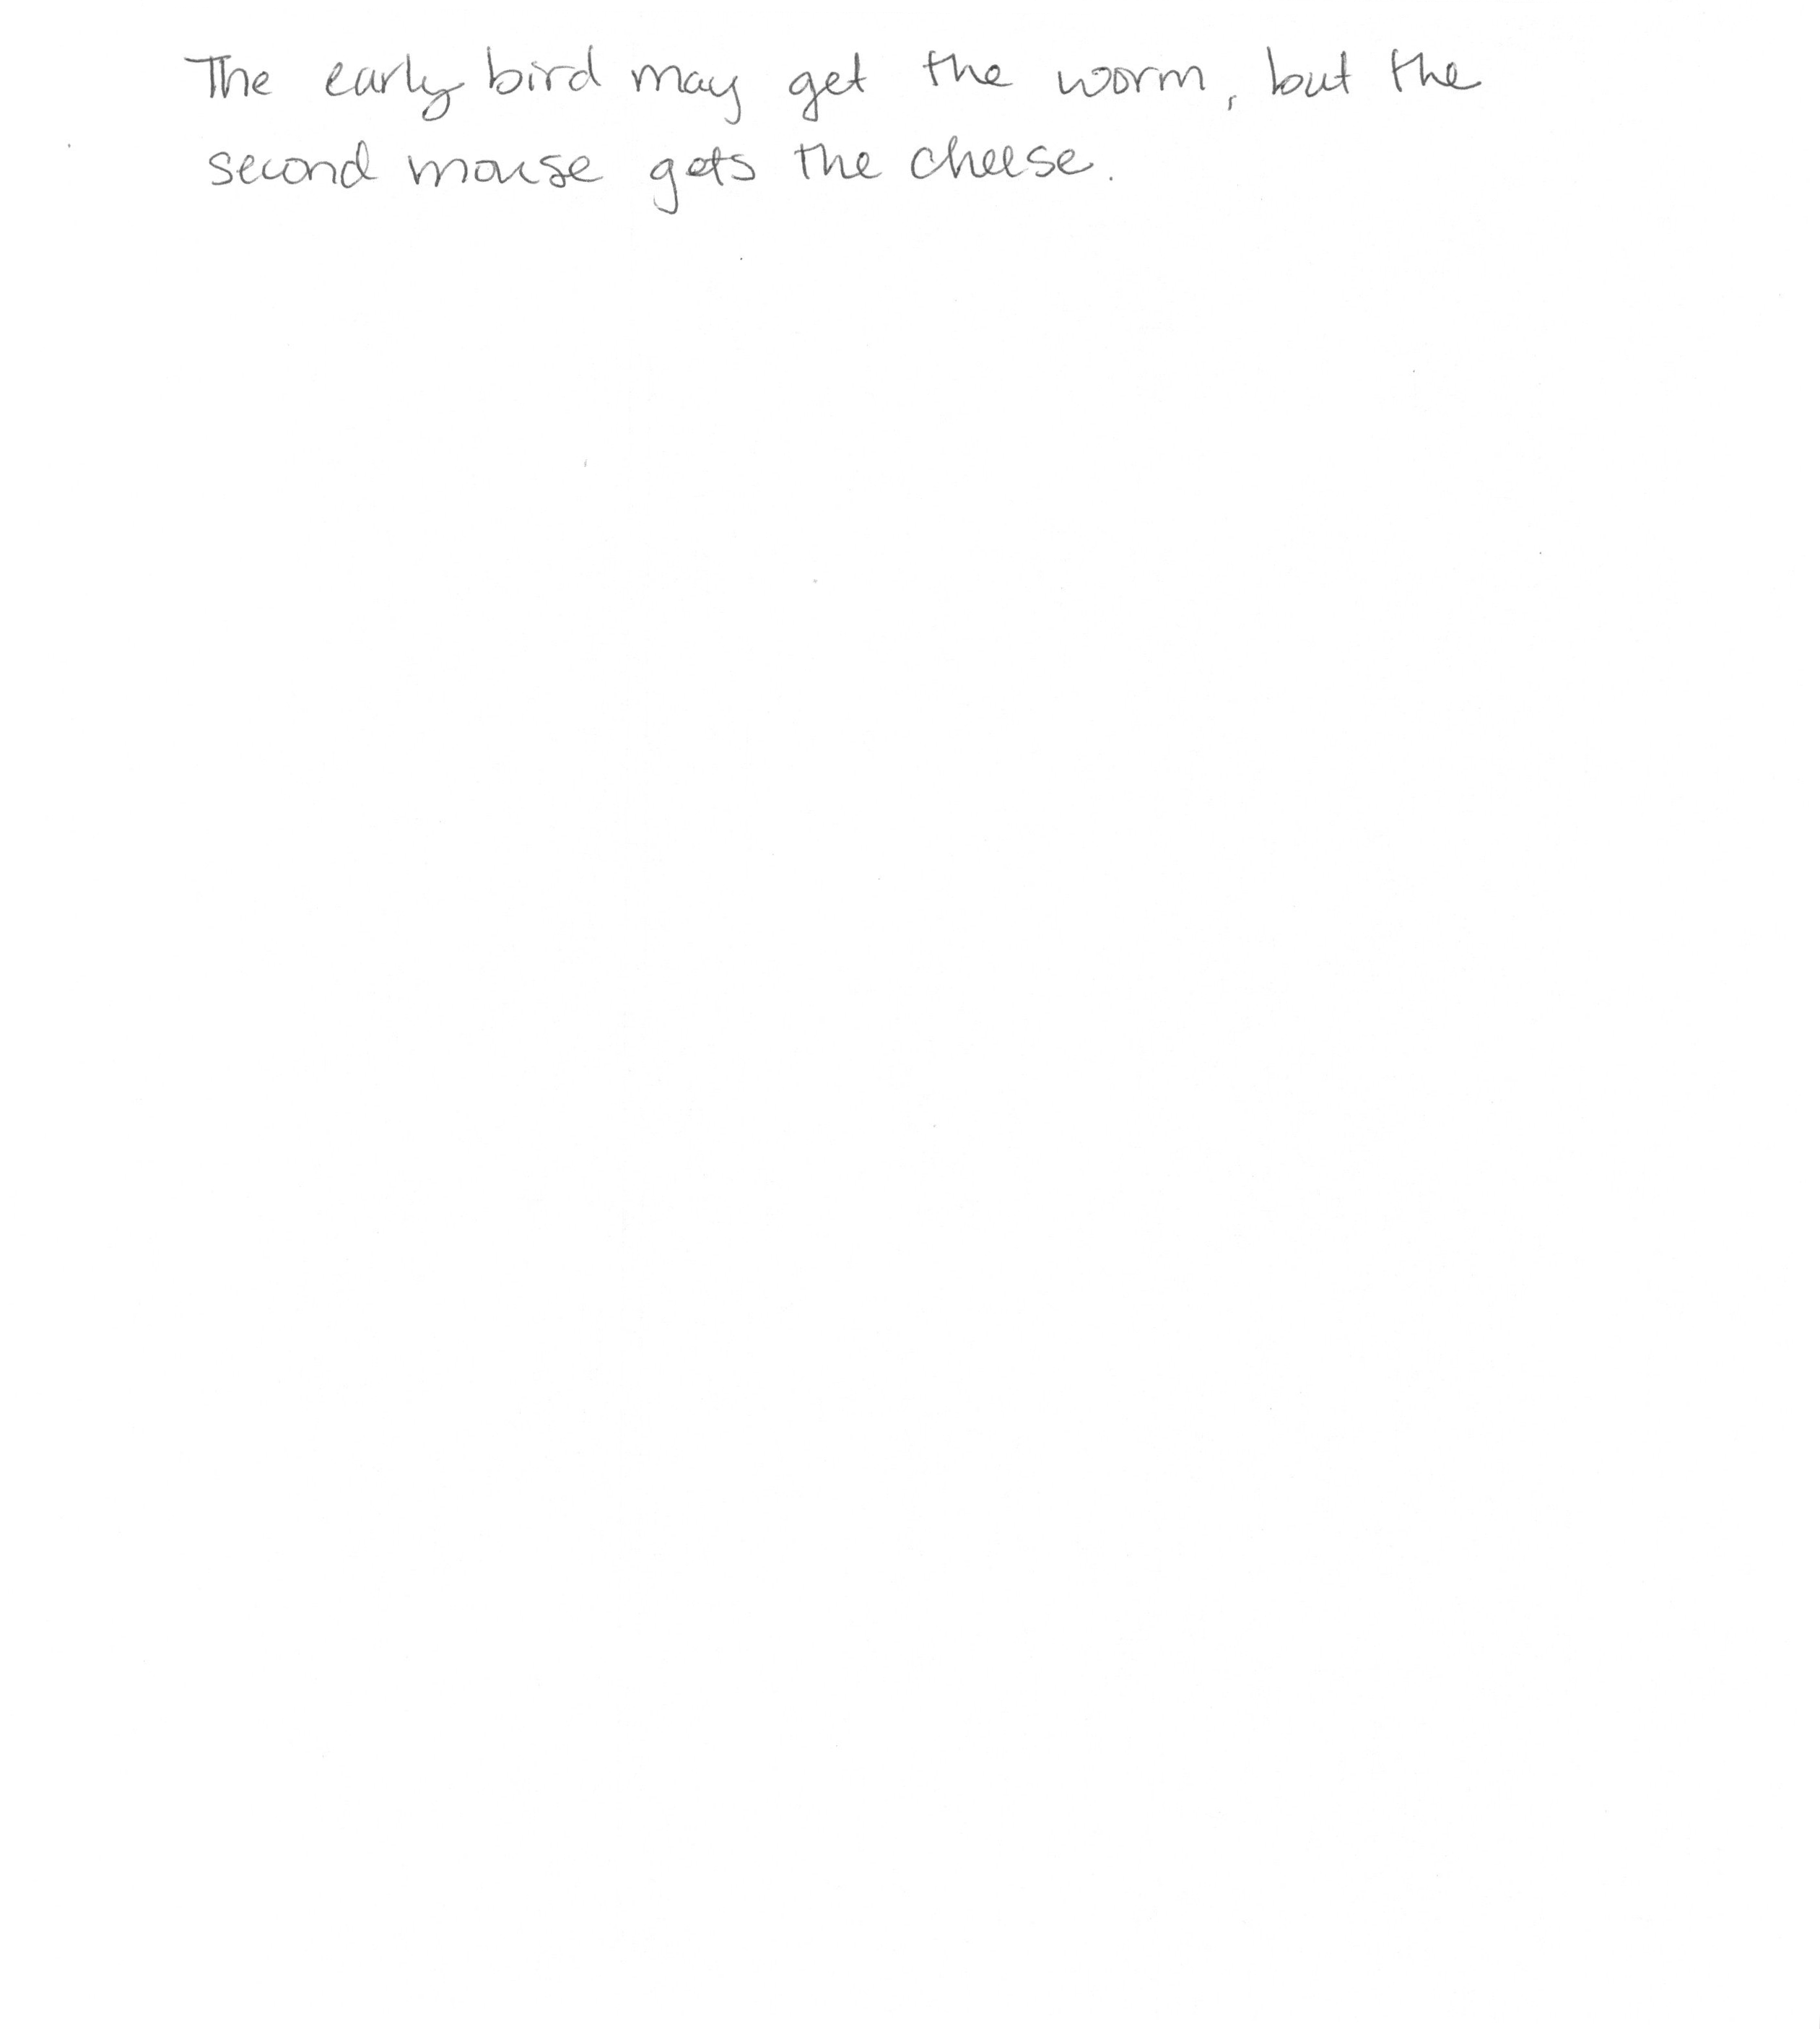 The early bird may get the worm, but the
second mouse gets the cheese.